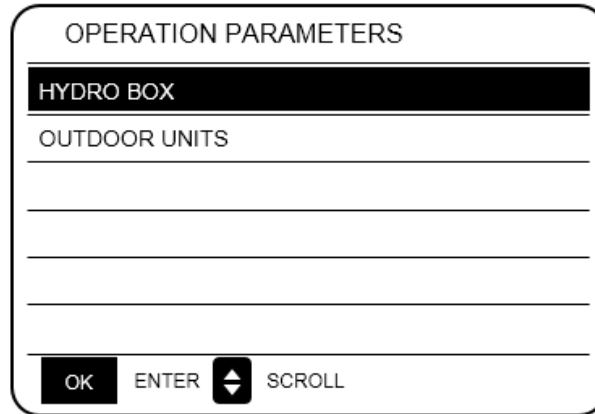 OPERATION PARAMETERS
HYDRO BOX
OUTDOOR UNITS
OK ENTER SCROLL